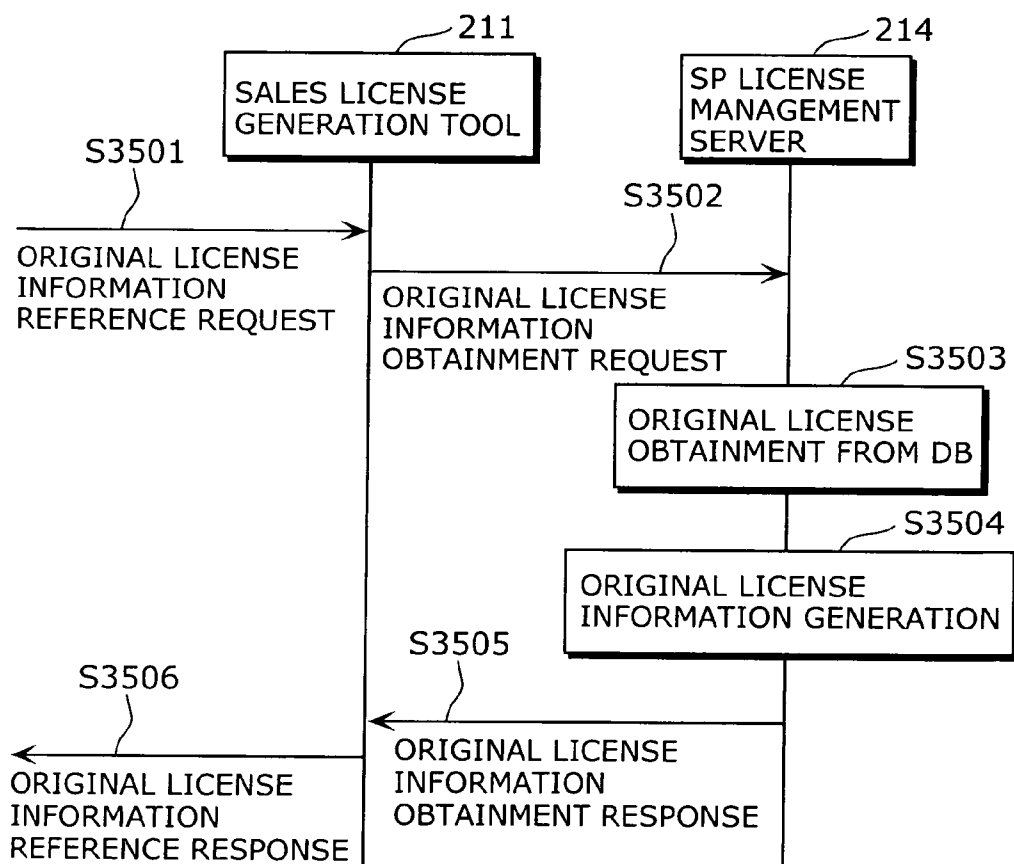 211
214
SALES LICENSE
GENERATION TOOL
SP LICENSE
MANAGEMENT
SERVER
S3501
S3502
ORIGINAL LICENSE
INFORMATION
REFERENCE REQUEST
ORIGINAL LICENSE
INFORMATION
OBTAINMENT REQUEST
S3503
ORIGINAL LICENSE
OBTAINMENT FROM DB
S3504
ORIGINAL LICENSE
INFORMATION GENERATION
S3505
S3506
ORIGINAL LICENSE
INFORMATION
OBTAINMENT RESPONSE
ORIGINAL LICENSE
INFORMATION
REFERENCE RESPONSE